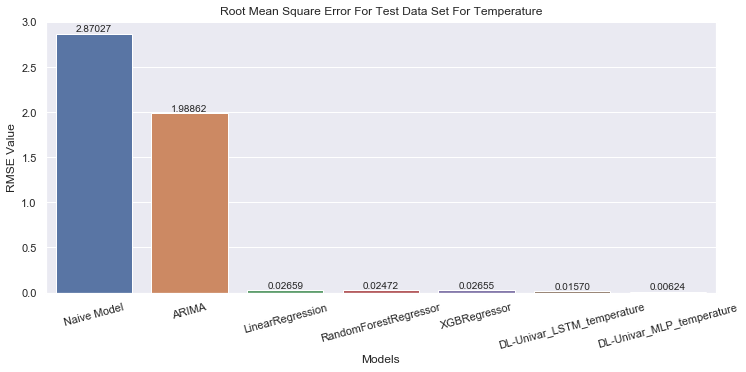 Root Mean Square Error For Test Data Set For Temperature
3.0
2.5
2.0
1.5
1.0
0.5
0.0
RMSE Value
2.87027
1.98862
0.02659
0.02472
0.02655
0.01570
0.00624
Naive Model
ARIMA
LinearRegression
RandomForestRegressor
XGBRegressor
DL-Univar_LSTM_temperature
DL-Univar_MLP_temperature
Models